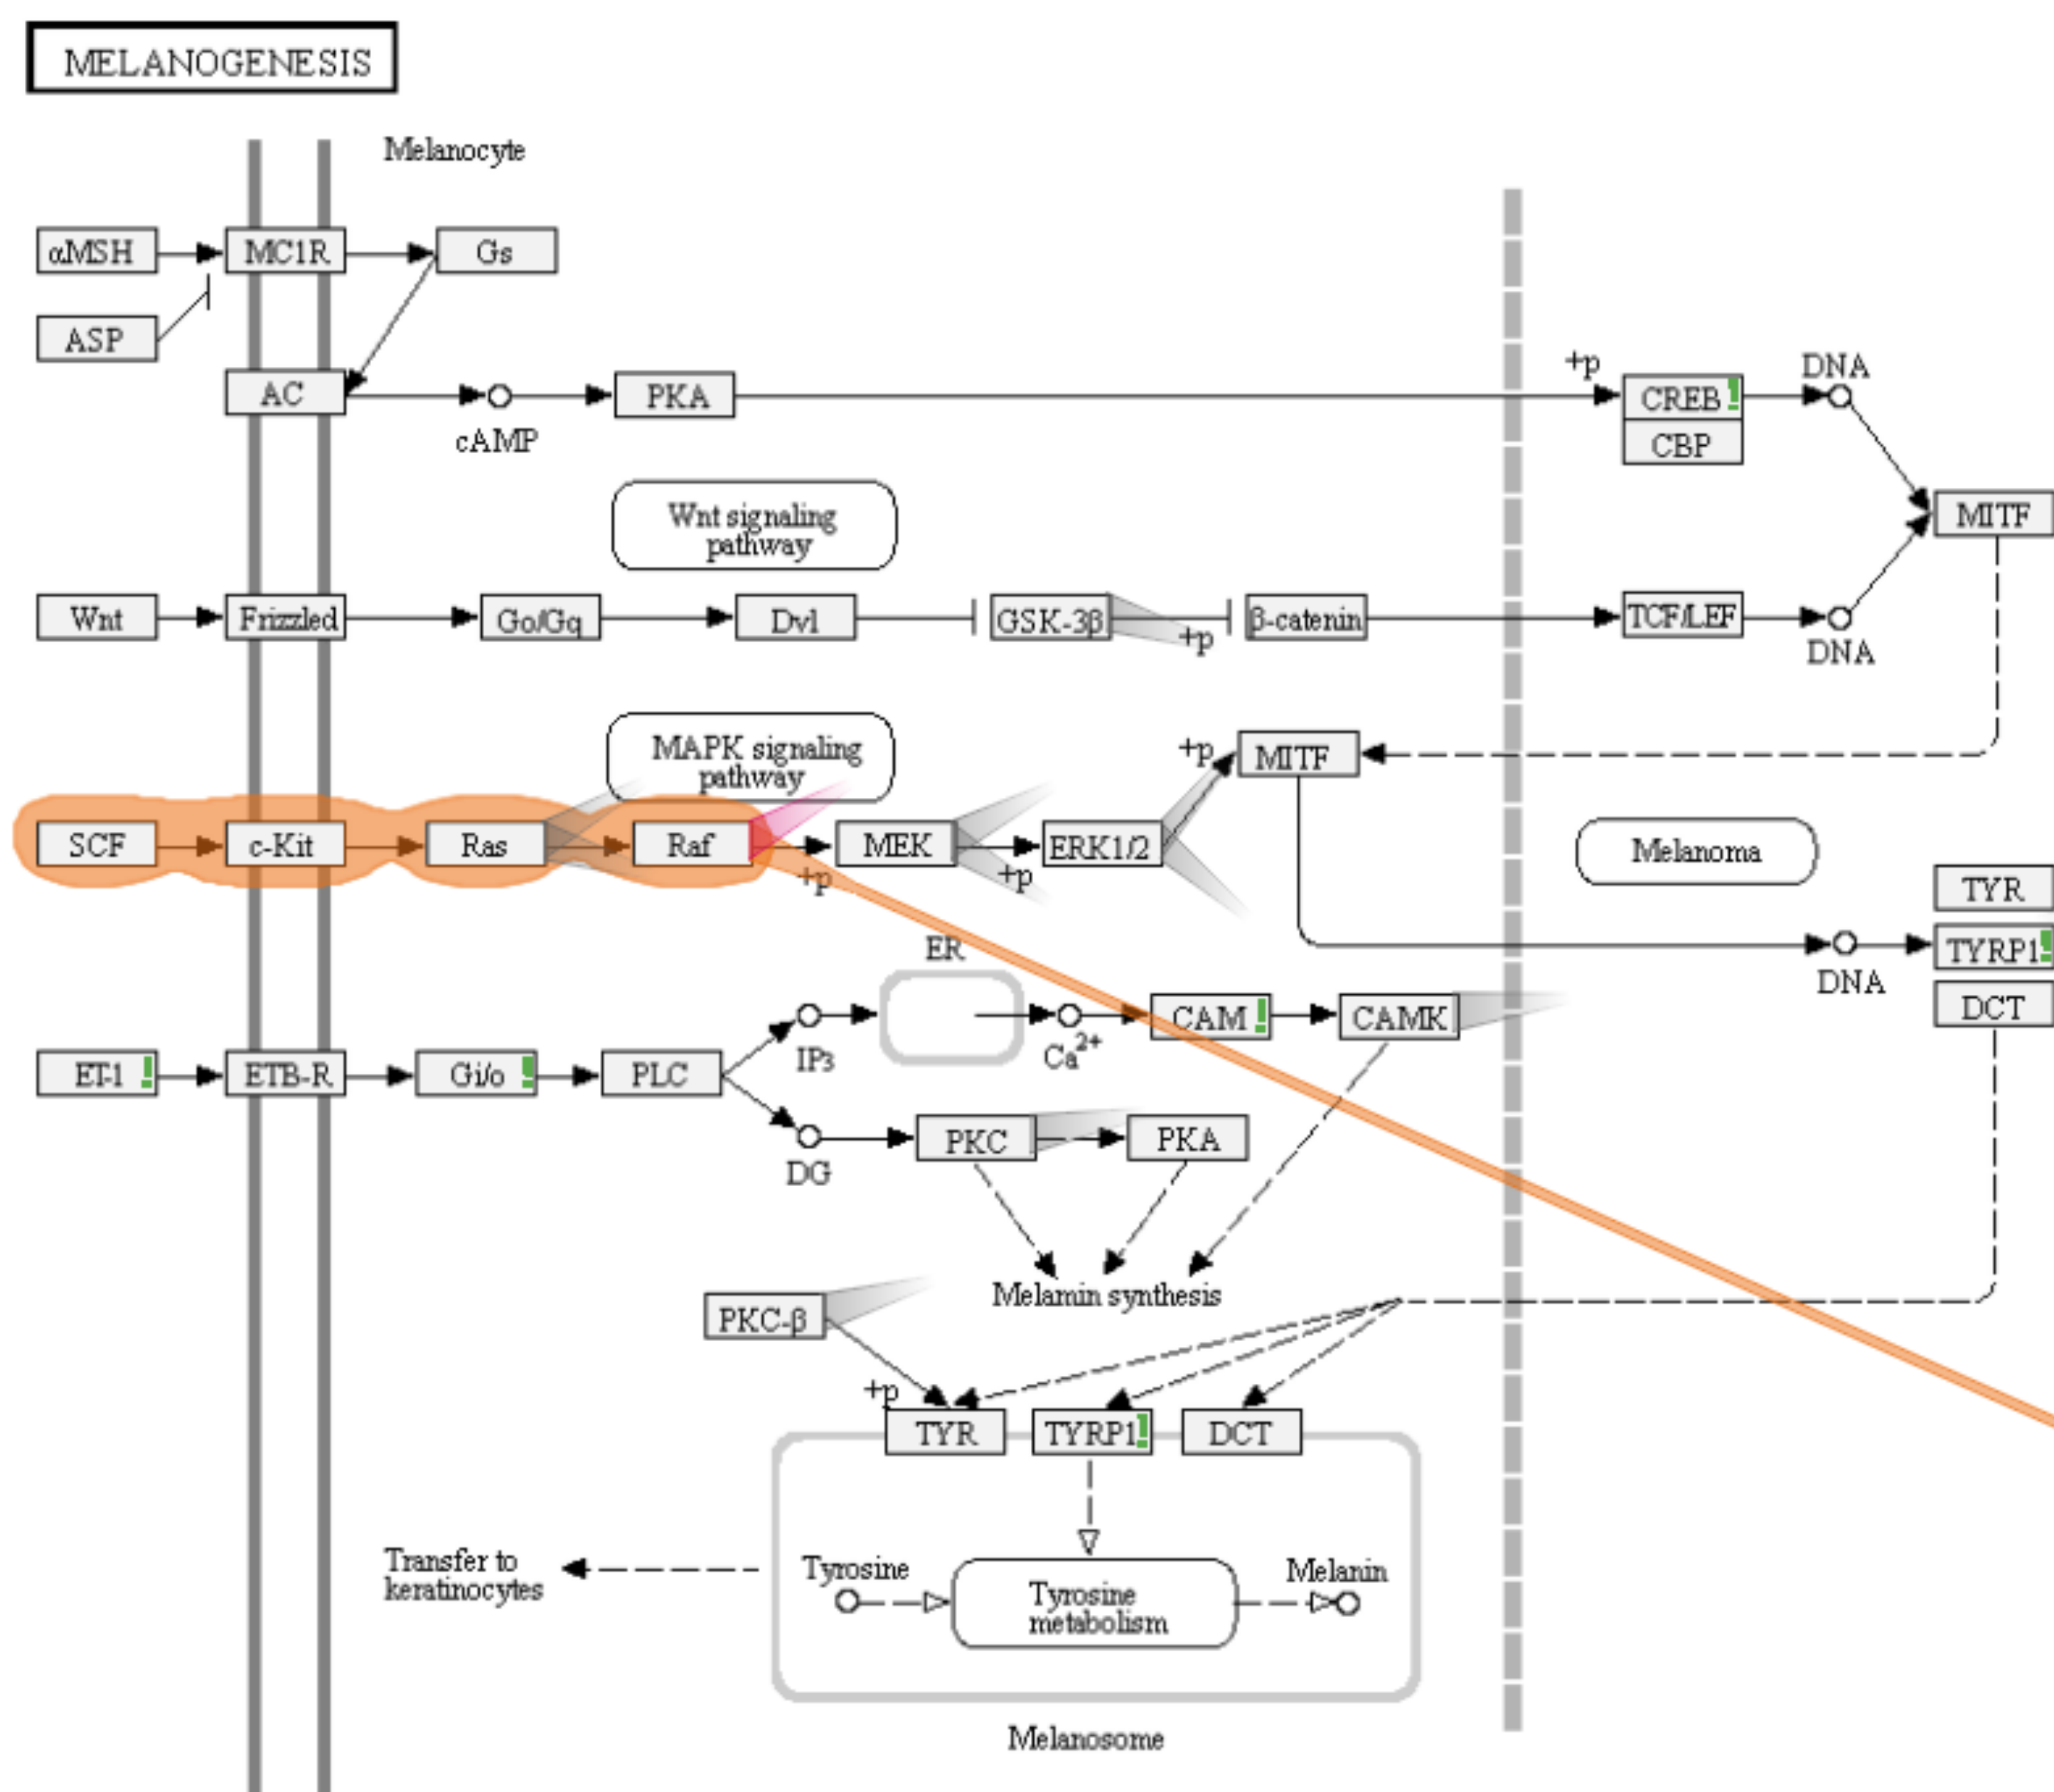 MELANOGENESIS
Melanocyte
αMSH
MC1R
Gs
ASP
AC
cAMP
PKA
+p
CREB
CBP
DNA
MITF
Wnt signaling
pathway
Wnt
Frizzled
Go/Gq
Dvl
GSK-3β
+p
β-catenin
TCF/LEF
DNA
MAPK signaling
pathway
+p
MITF
SCF
c-Kit
Ras
Raf
+p
MEK
+p
ERK1/2
Melanoma
TYR
TYRP1
DCT
DNA
ER
IP3
Ca2+
CAM
CAMK
ET-1
ETB-R
Gi/o
PLC
DG
PKC
PKA
Melamin synthesis
PKC-β
+p
TYR
TYRP1
DCT
Transfer to
keratinocytes
Tyrosine
Tyrosine
metabolism
Melanin
Melanosome